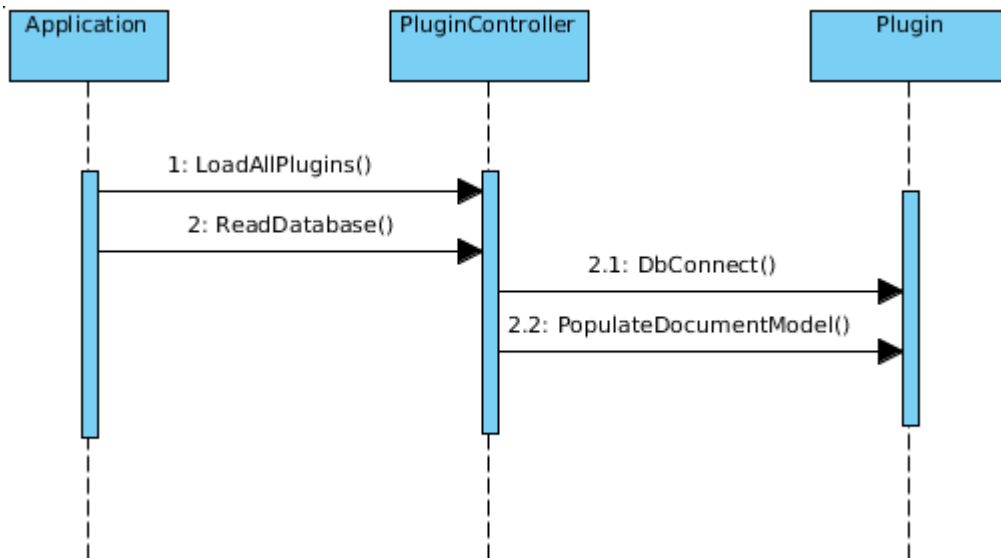 Application
PluginController
Plugin
1: LoadAllPlugins()
2: ReadDatabase()
2.1: DbConnect()
2.2: PopulateDocumentModel()